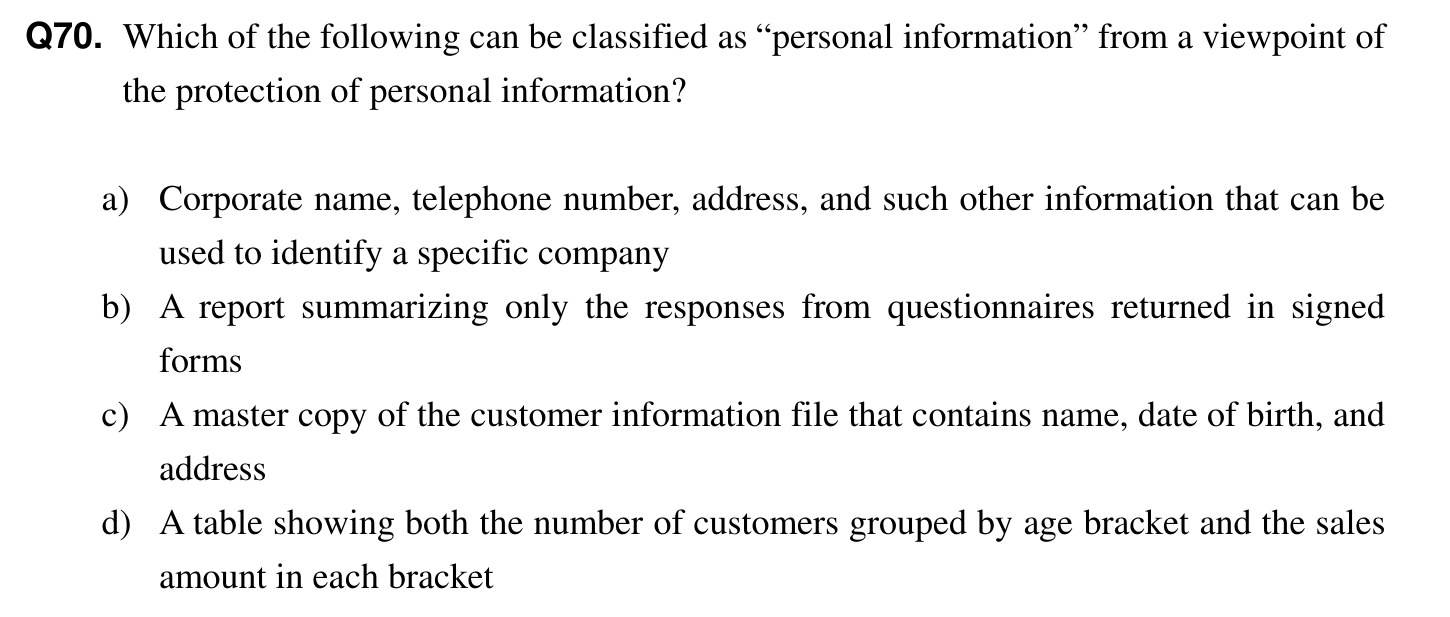 Q70. Which of the following can be classified as “personal information” from a viewpoint of
the protection of personal information?
a) Corporate name, telephone number, address, and such other information that can be
used to identify a specific company
b) A report summarizing only the responses from questionnaires returned in signed
forms
c) A master copy of the customer information file that contains name, date of birth, and
address
d) A table showing both the number of customers grouped by age bracket and the sales
amount in each bracket